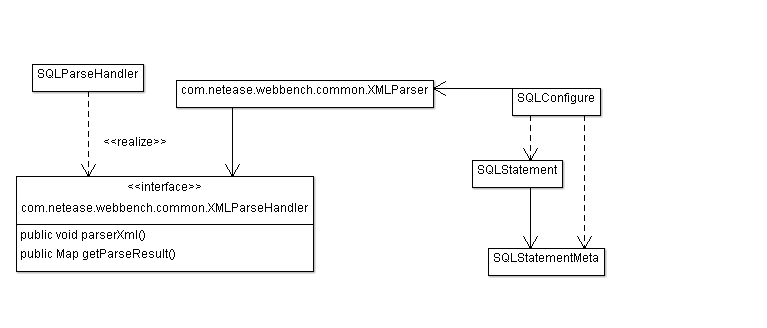 SQLParseHandler
com.netease.webbench.common.XMLParser
SQLConfigure
<<realize>>
SQLStatement
<<interface>>
com.netease.webbench.common.XMLParseHandler
public void parserXml()
public Map getParseResult()
SQLStatementMeta